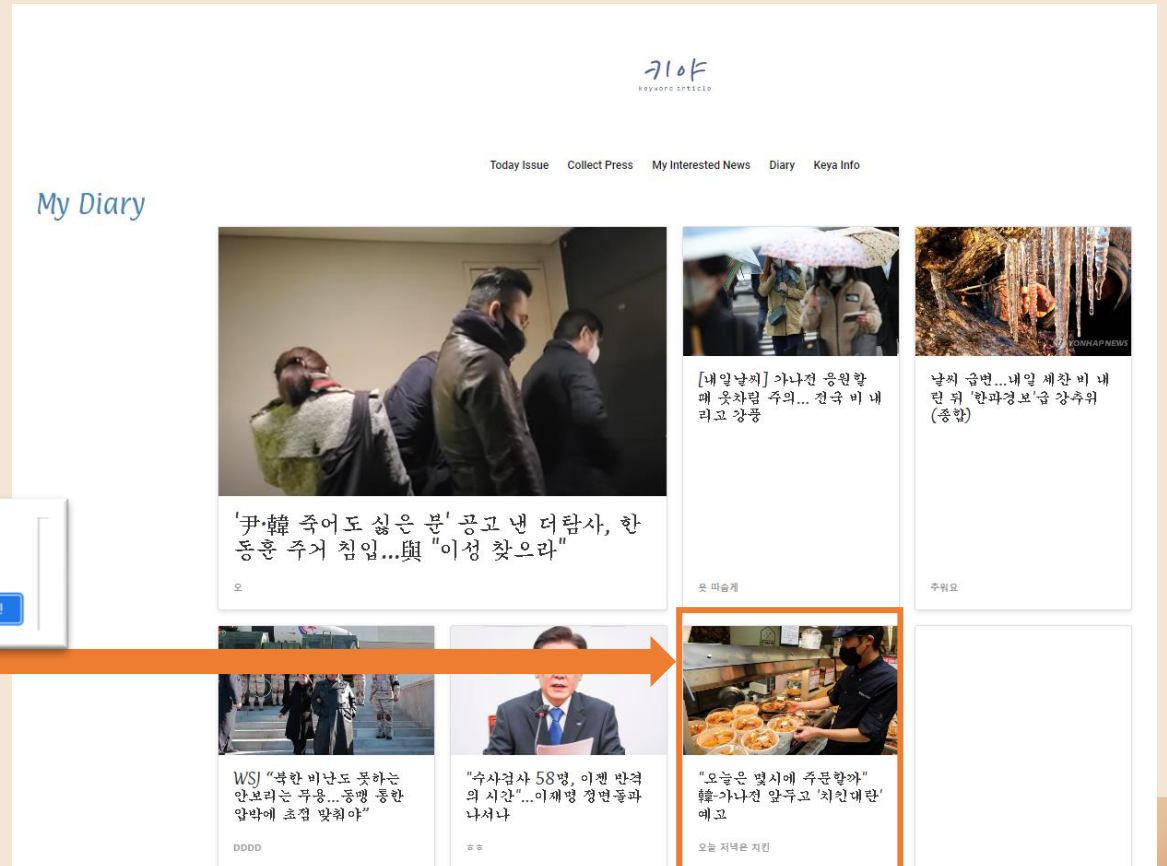 키야
keyword article
Today Issue Collect Press My Interested News Diary Keya Info
My Diary
YONHAPNEWS
'尹·韓 죽어도 싫은 분' 공고 낸 더탐사, 한
동훈 주거 침입...與 "이성 찾으라"
오
[내일날씨] 가나전 응원할
때 옷차림 주의... 전국 비 내
리고 강풍
옷 따숩게
날씨 급변...내일 세찬 비 내
린 뒤 '한파경보'급 강추위
(종합)
추워요
WSJ “북한 비난도 못하는
안보리는 무용...동맹 통한
압박에 초점 맞춰야”
DDDD
"수사검사 58명, 이젠 반격
의 시간"...이재명 정면돌파
나서나
ㅎㅎ
"오늘은 몇시에 주문할까"
韓-가나전 앞두고 '치킨대란'
예고
오늘 저녁은 치킨